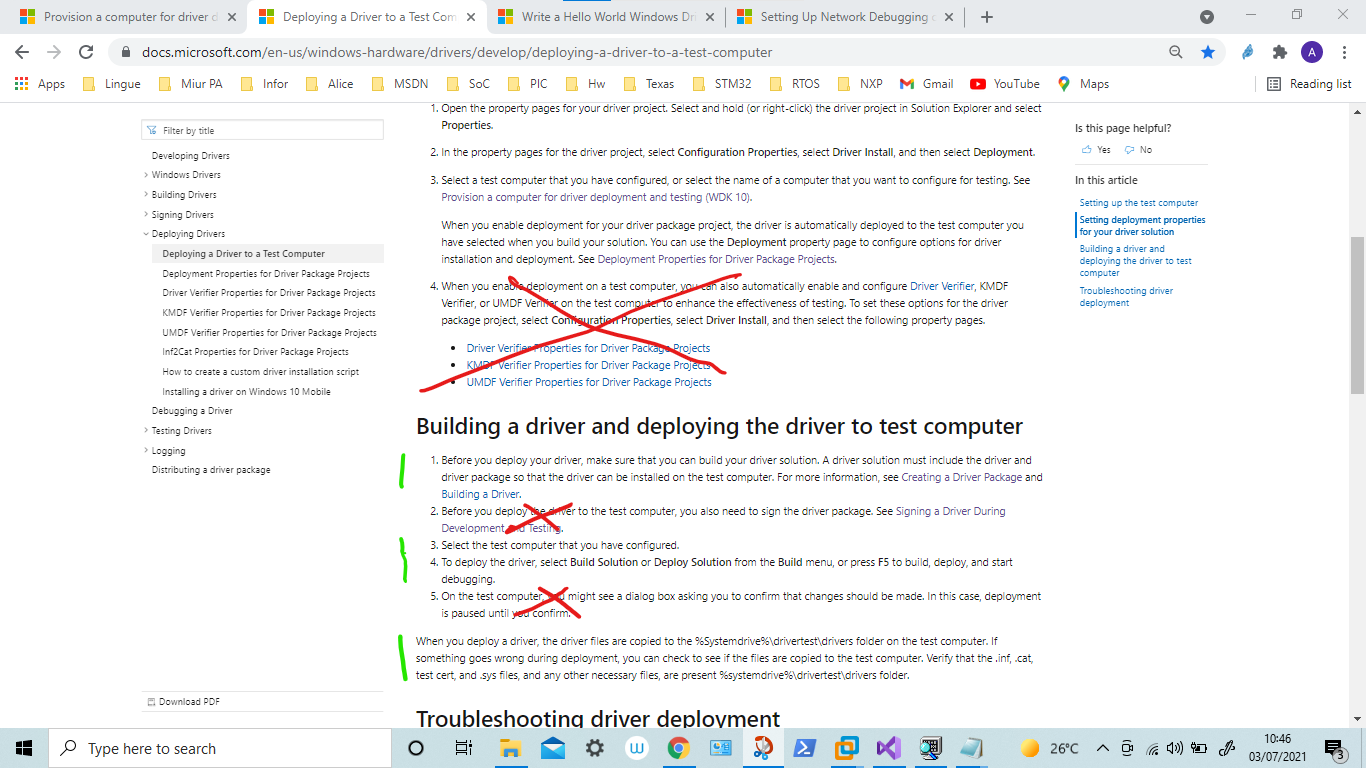 Provision a computer for driver d
Deploying a Driver to a Test Com
Write a Hello World Windows Dri
Setting Up Network Debugging o
docs.microsoft.com/en-us/windows-hardware/drivers/develop/deploying-a-driver-to-a-test-computer
A
Apps
Lingue
Miur PA
Infor
Alice
MSDN
SoC
PIC
Hw
Texas
STM32
RTOS
NXP
Gmail
YouTube
Maps
Reading list
Filter by title
Developing Drivers
Windows Drivers
Building Drivers
Signing Drivers
Deploying Drivers
Deploying a Driver to a Test Computer
Deployment Properties for Driver Package Projects
Driver Verifier Properties for Driver Package Projects
KMDF Verifier Properties for Driver Package Projects
UMDF Verifier Properties for Driver Package Projects
Inf2Cat Properties for Driver Package Projects
How to create a custom driver installation script
Installing a driver on Windows 10 Mobile
Debugging a Driver
Testing Drivers
Logging
Distributing a driver package
Download PDF
1. Open the property pages for your driver project. Select and hold (or right-click) the driver project in Solution Explorer and select
Properties.
2. In the property pages for the driver project, select Configuration Properties, select Driver Install, and then select Deployment.
3. Select a test computer that you have configured, or select the name of a computer that you want to configure for testing. See
Provision a computer for driver deployment and testing (WDK 10).
When you enable deployment for your driver package project, the driver is automatically deployed to the test computer you
have selected when you build your solution. You can use the Deployment property page to configure options for driver
installation and deployment. See Deployment Properties for Driver Package Projects.
4. When you enable deployment on a test computer, you can also automatically enable and configure Driver Verifier, KMDF
Verifier, or UMDF Verifier on the test computer to enhance the effectiveness of testing. To set these options for the driver
package project, select Configuration Properties, select Driver Install, and then select the following property pages.
• Driver Verifier Properties for Driver Package Projects
• KMDF Verifier Properties for Driver Package Projects
• UMDF Verifier Properties for Driver Package Projects
Building a driver and deploying the driver to test computer
1. Before you deploy your driver, make sure that you can build your driver solution. A driver solution must include the driver and
driver package so that the driver can be installed on the test computer. For more information, see Creating a Driver Package and
Building a Driver.
2. Before you deploy the driver to the test computer, you also need to sign the driver package. See Signing a Driver During
Development and Testing.
3. Select the test computer that you have configured.
4. To deploy the driver, select Build Solution or Deploy Solution from the Build menu, or press F5 to build, deploy, and start
debugging.
5. On the test computer, you might see a dialog box asking you to confirm that changes should be made. In this case, deployment
is paused until you confirm.
When you deploy a driver, the driver files are copied to the %Systemdrive%\drivertest\drivers folder on the test computer. If
something goes wrong during deployment, you can check to see if the files are copied to the test computer. Verify that the .inf, .cat,
test cert, and .sys files, and any other necessary files, are present %systemdrive%\drivertest\drivers folder.
Troubleshooting driver deployment
Is this page helpful?
Yes
No
In this article
Setting up the test computer
Setting deployment properties
for your driver solution
Building a driver and
deploying the driver to test
computer
Troubleshooting driver
deployment
Type here to search
26°C
10:46
03/07/2021
3